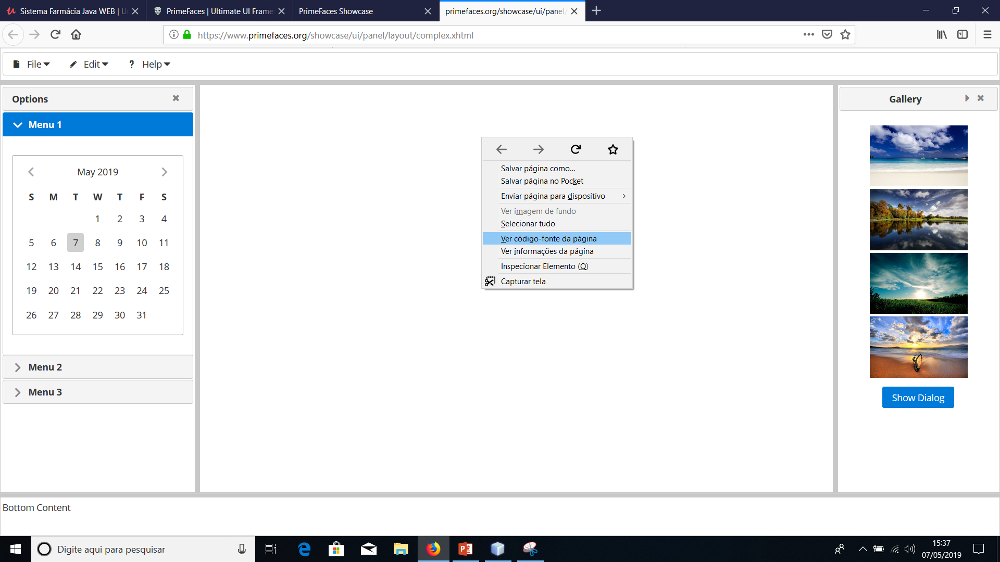 Sistema Farmácia Java WEB | U
PrimeFaces | Ultimate UI Frame
PrimeFaces Showcase
primefaces.org/showcase/ui/panel/
https://www.primefaces.org/showcase/ui/panel/layout/complex.xhtml
File
Edit
? Help
Options
Menu 1
May 2019
S M T W T F S
1 2 3 4
5 6 7 8 9 10 11
12 13 14 15 16 17 18
19 20 21 22 23 24 25
26 27 28 29 30 31
Menu 2
Menu 3
Salvar página como...
Salvar página no Pocket
Enviar página para dispositivo
Ver imagem de fundo
Selecionar tudo
Ver código-fonte da página
Ver informações da página
Inspecionar Elemento (Q)
Capturar tela
Gallery
Show Dialog
Bottom Content
Digite aqui para pesquisar
15:37
07/05/2019